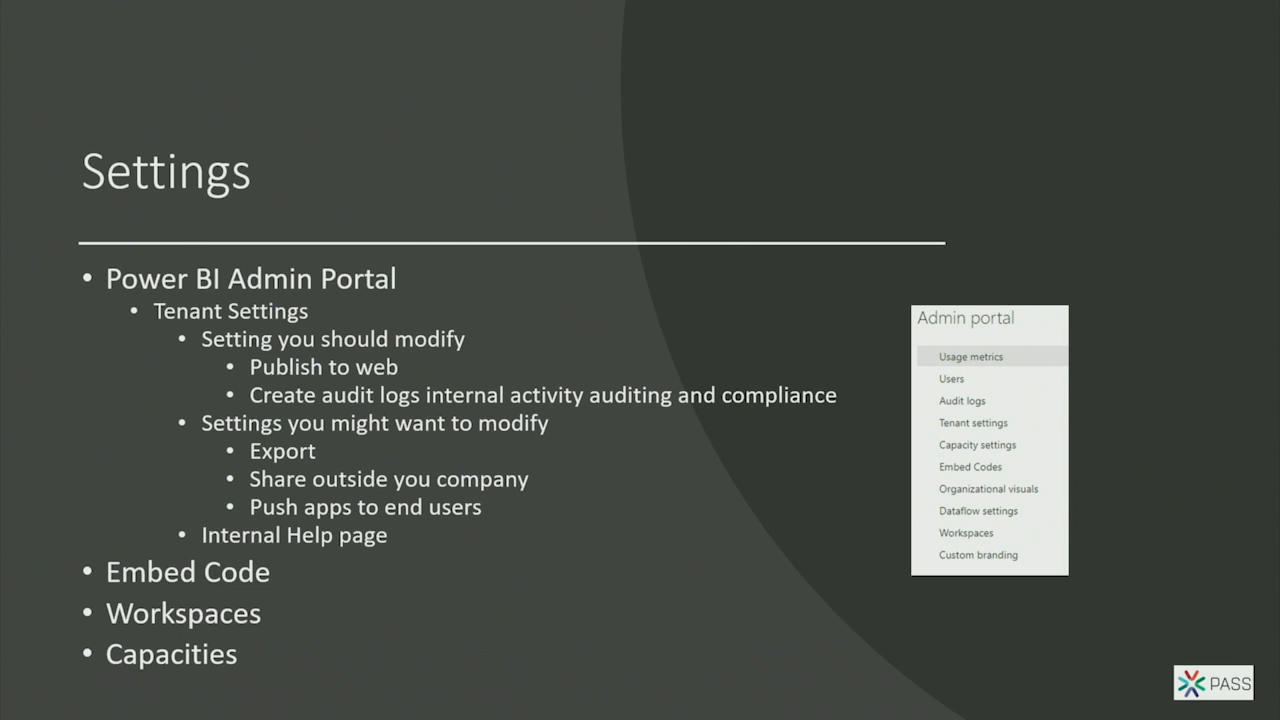 Settings
• Power BI Admin Portal
• Tenant Settings
• Setting you should modify
• Publish to web
• Create audit logs internal activity auditing and compliance
• Settings you might want to modify
• Export
• Share outside you company
• Push apps to end users
• Internal Help page
• Embed Code
• Workspaces
• Capacities
Admin portal
Usage metrics
Users
Audit logs
Tenant settings
Capacity settings
Embed Codes
Organizational visuals
Dataflow settings
Workspaces
Custom branding
PASS